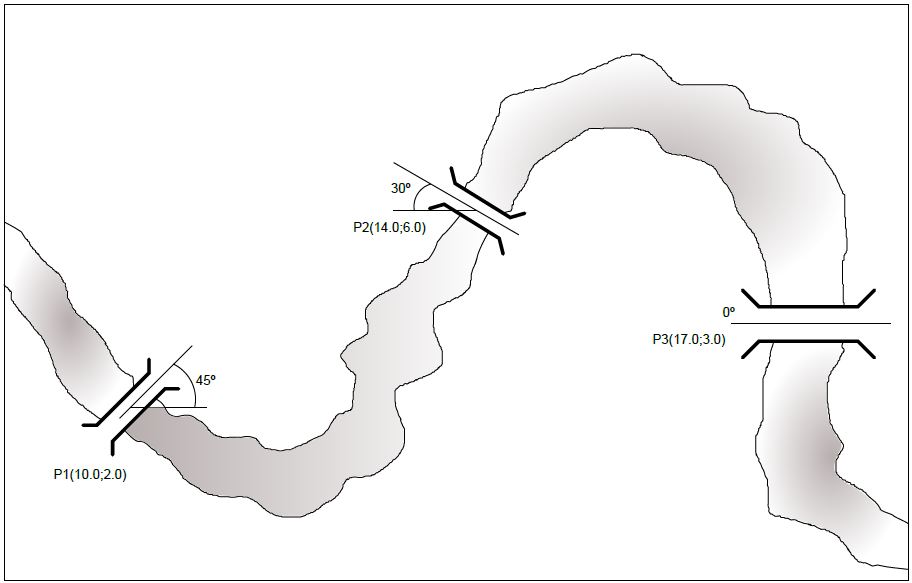 30º
P2(14.0;6.0)
0º
P3(17.0;3.0)
45º
P1(10.0;2.0)